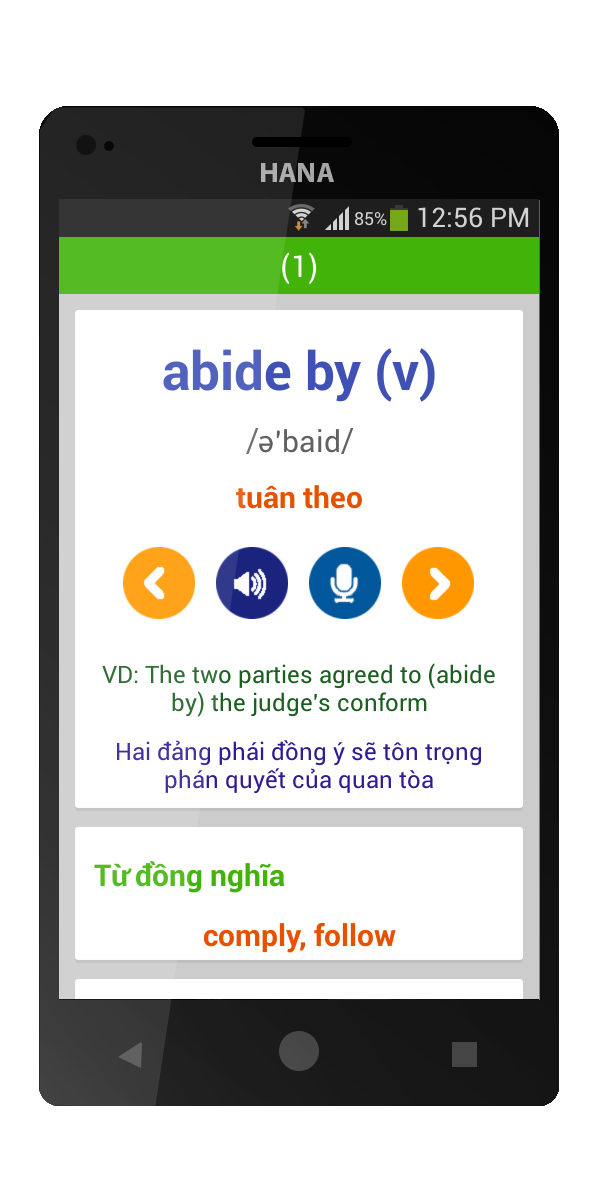 HANA
85% 12:56 PM
(1)
abide by (v)
/ə'baid/
tuân theo
VD: The two parties agreed to (abide
by) the judge's conform
Hai đảng phái đồng ý sẽ tôn trọng
phán quyết của quan tòa
Từ đồng nghĩa
comply, follow